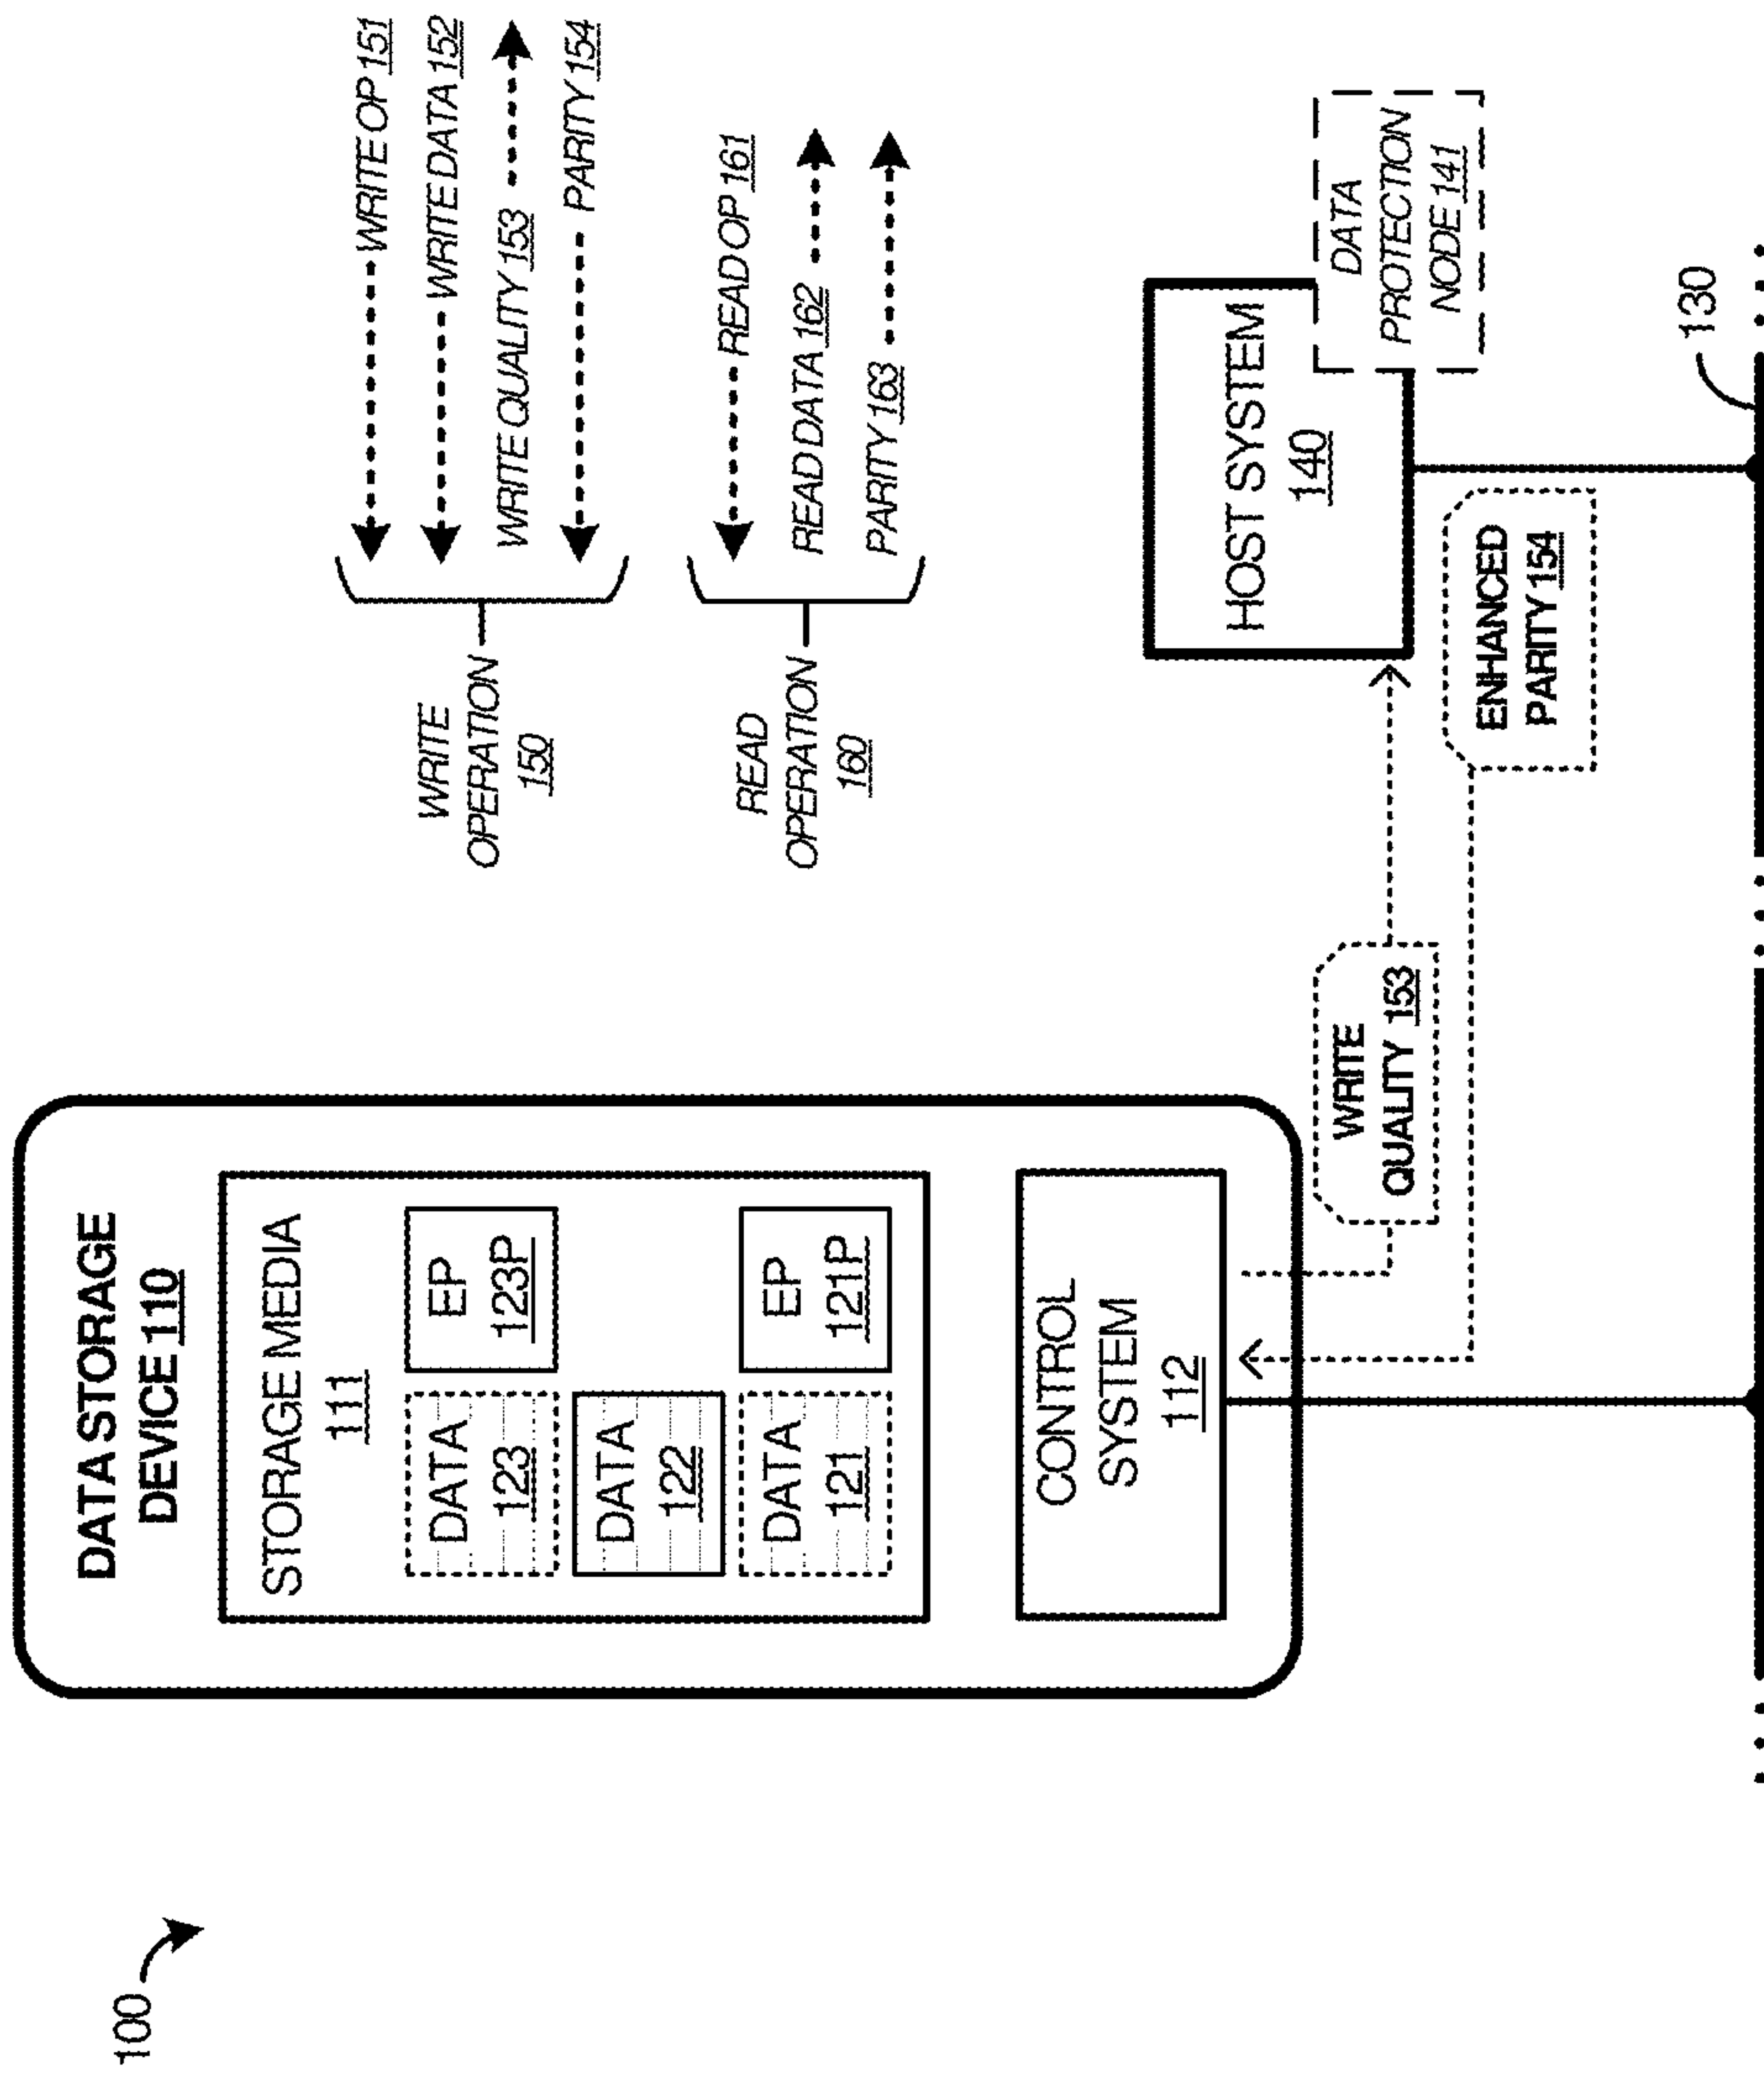 100
DATA STORAGE
DEVICE 110
STORAGE MEDIA
111
DATA
123
EP
123P
DATA
122
DATA
121
EP
121P
CONTROL
SYSTEM
112
WRITE
OPERATION
150
WRITE OP 151
WRITE DATA 152
WRITE QUALITY 153
PARITY 154
READ
OPERATION
160
READ OP 161
READ DATA 162
PARITY 163
HOST SYSTEM
140
DATA
PROTECTION
NODE 141
WRITE
QUALITY 153
ENHANCED
PARITY 154
130